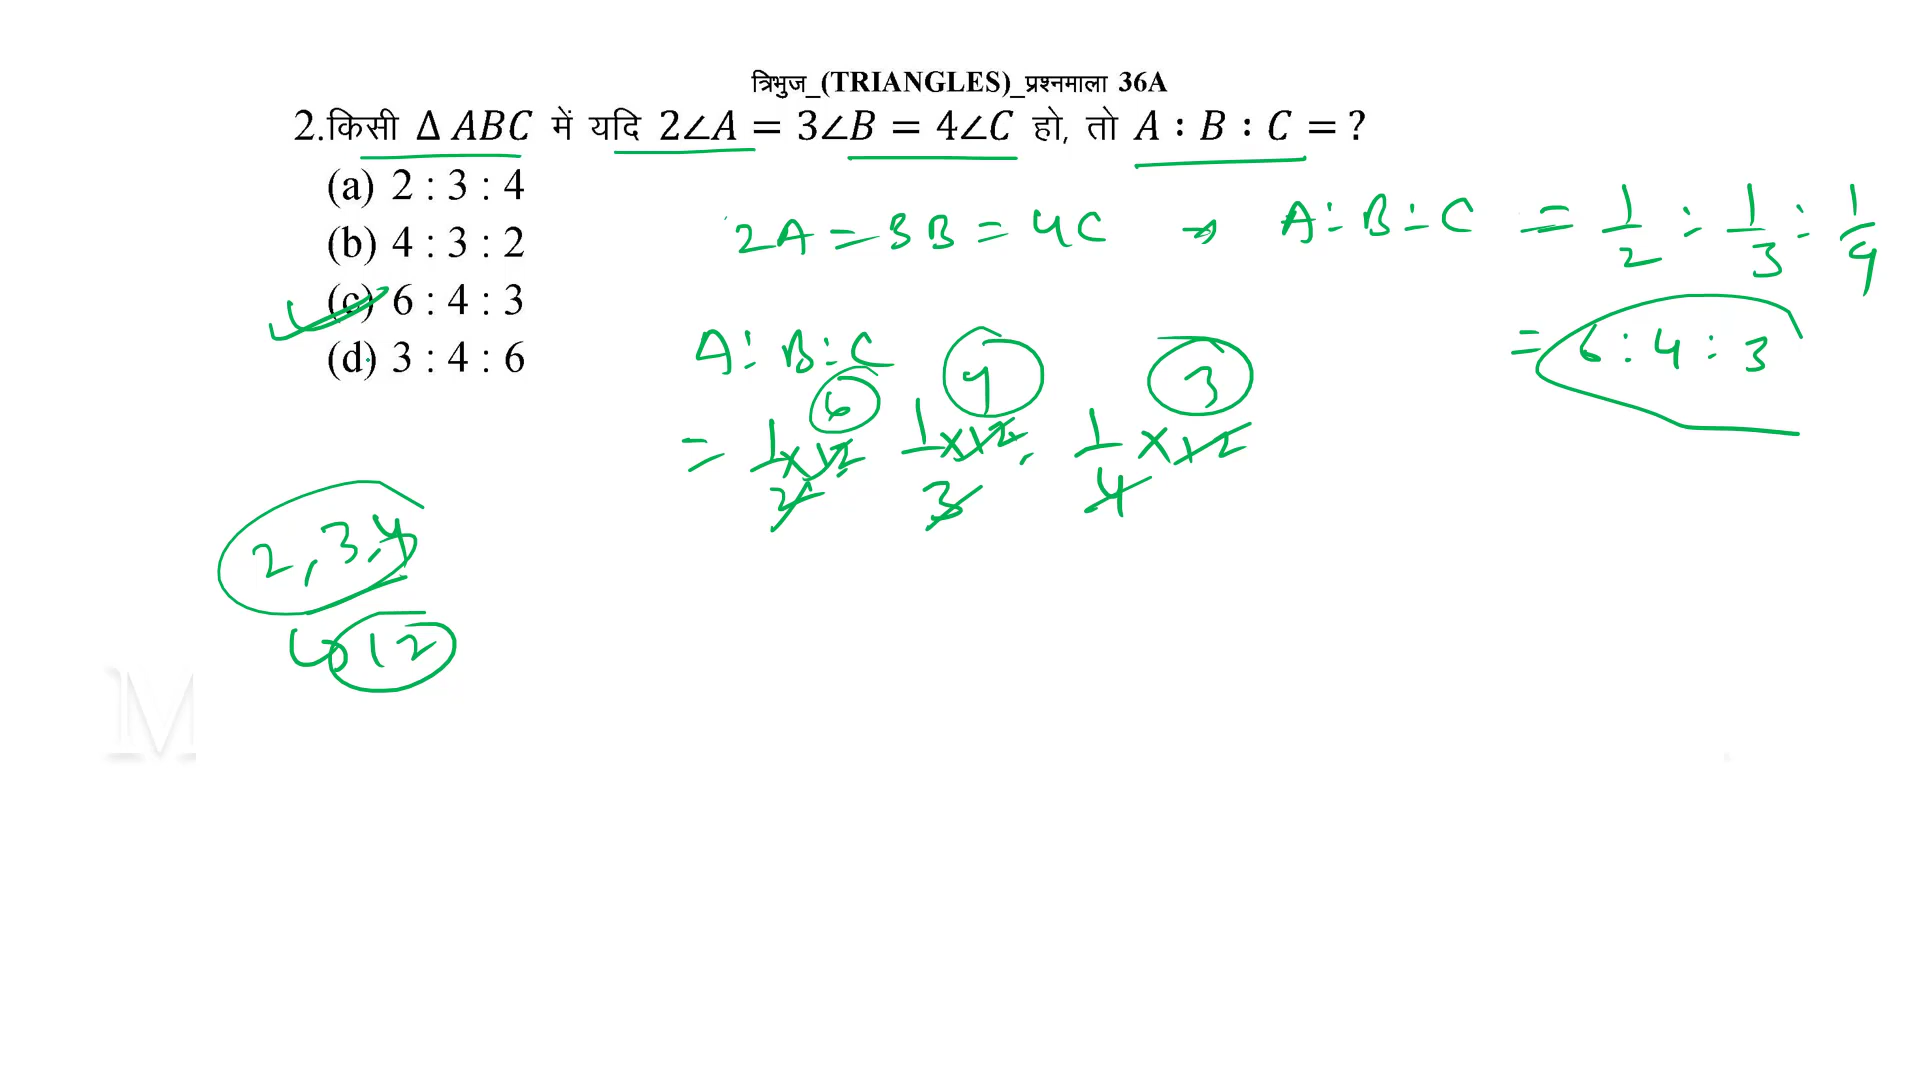 त्रिभुज_(TRIANGLES)_प्रश्नमाला 36A
2.किसी Δ ABC में यदि 2∠A = 3∠B = 4∠C हो, तो A : B : C = ?
(a) 2 : 3 : 4
(b) 4 : 3 : 2
(c) 6 : 4 : 3
(d) 3 : 4 : 6
2A = 3B = 4C → A : B : C = 1/2 : 1/3 : 1/4
= 6 : 4 : 3
A : B : C
6 4 3
= 1/2 × 12 1/3 × 12 . 1/4 × 12
2, 3, 4
↳ 12
M